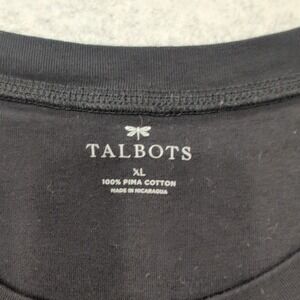 TALBOTS
XL
100% PIMA COTTON
MADE IN NICARAGUA